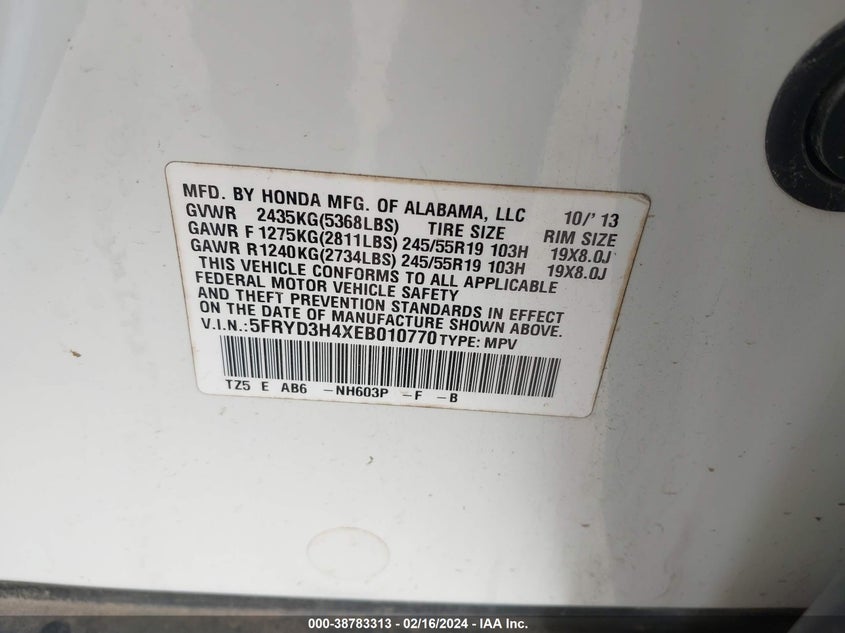 MFD. BY HONDA MFG. OF ALABAMA, LLC 10/'13
GVWR 2435KG(5368LBS) TIRE SIZE RIM SIZE
GAWR F 1275KG(2811LBS) 245/55R19 103H 19X8.0J
GAWR R1240KG(2734LBS) 245/55R19 103H 19X8.0J
THIS VEHICLE CONFORMS TO ALL APPLICABLE
FEDERAL MOTOR VEHICLE SAFETY
AND THEFT PREVENTION STANDARDS IN EFFECT
ON THE DATE OF MANUFACTURE SHOWN ABOVE.
V.I.N.:5FRYD3H4XEB010770 TYPE: MPV
TZ5 E AB6 -NH603P -F -B
000-38783313 - 02/16/2024 - IAA Inc.